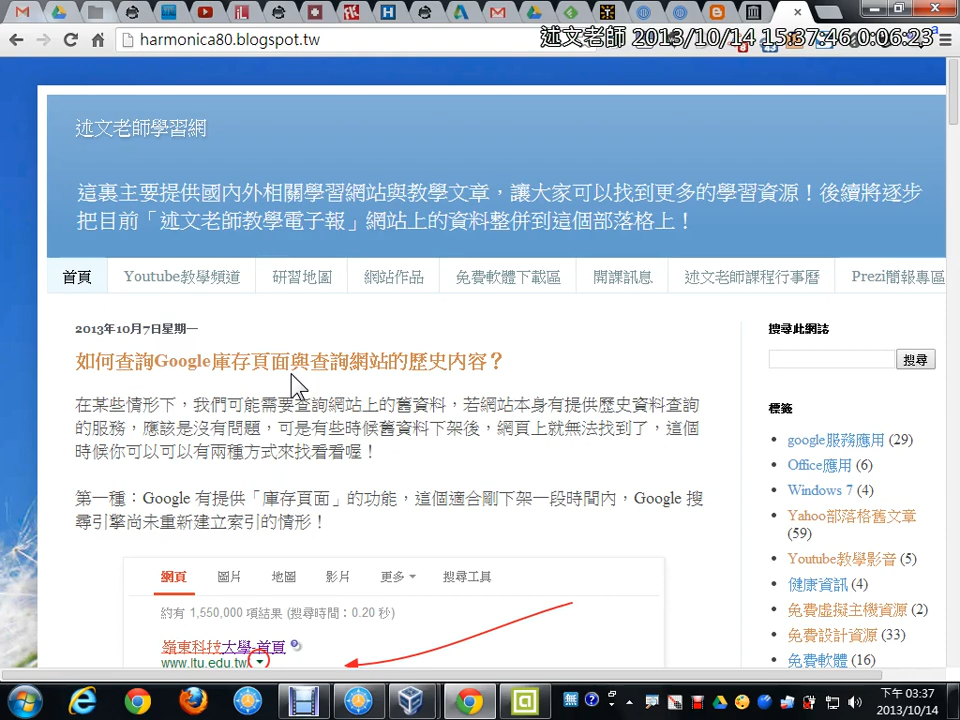 harmonica80.blogspot.tw
述文老師 2013/10/14 15:37:46 0:06:23
述文老師學習網
這裏主要提供國內外相關學習網站與教學文章，讓大家可以找到更多的學習資源！後續將逐步
把目前「述文老師教學電子報」網站上的資料整併到這個部落格上！
首頁 Youtube教學頻道 研習地圖 網站作品 免費軟體下載區 開課訊息 述文老師課程行事曆 Prezi簡報專區
2013年10月7日星期一
如何查詢Google庫存頁面與查詢網站的歷史內容？
在某些情形下，我們可能需要查詢網站上的舊資料，若網站本身有提供歷史資料查詢
的服務，應該是沒有問題，可是有些時候舊資料下架後，網頁上就無法找到了，這個
時候你可以可以有兩種方式來找看看喔！
第一種：Google 有提供「庫存頁面」的功能，這個適合剛下架一段時間內，Google 搜
尋引擎尚未重新建立索引的情形！
網頁 圖片 地圖 影片 更多 搜尋工具
約有 1,550,000 項結果 (搜尋時間：0.20 秒)
嶺東科技大學-首頁
www.ltu.edu.tw
搜尋此網誌
搜尋
標籤
google服務應用 (29)
Office應用 (6)
Windows 7 (4)
Yahoo部落格舊文章
(59)
Youtube教學影音 (5)
健康資訊 (4)
免費虛擬主機資源 (2)
免費設計資源 (33)
免費軟體 (16)
下午 03:37
2013/10/14